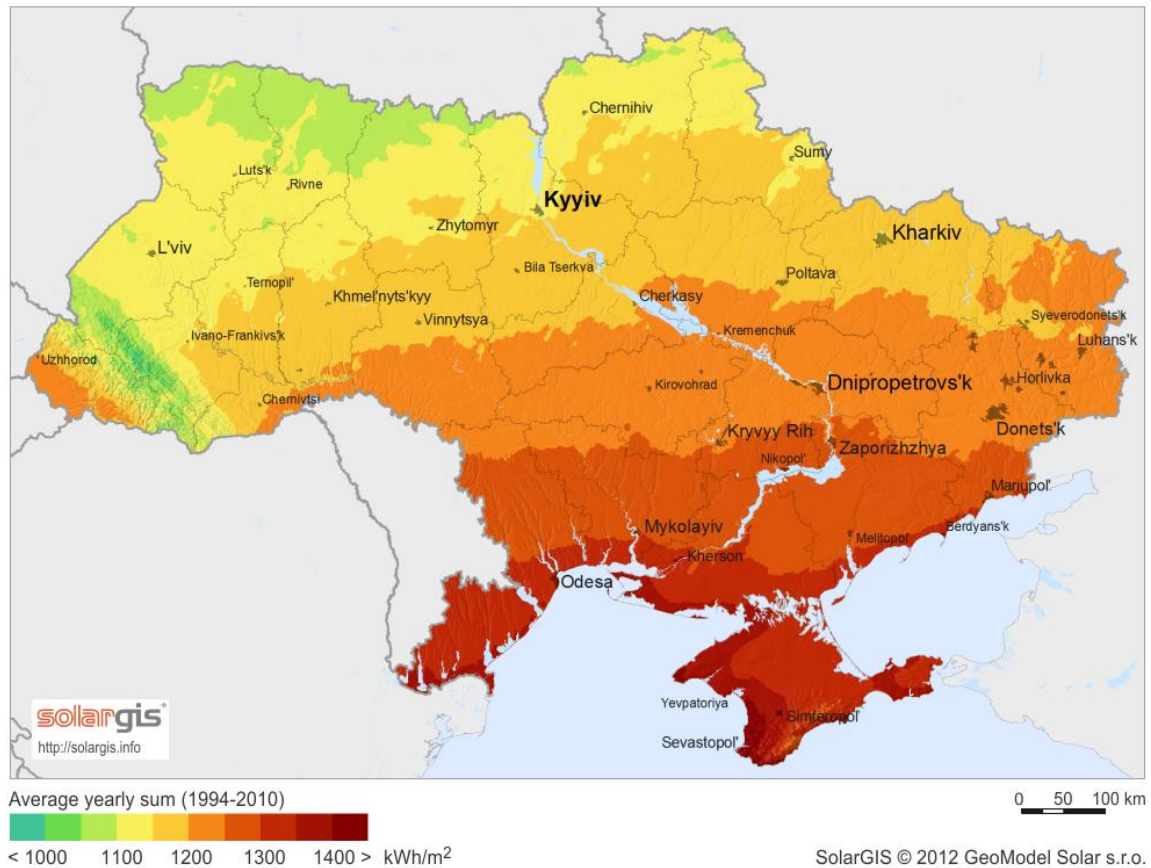 Chernihiv
Sumy
Luts'k
Rivne
Kyyiv
Zhytomyr
Kharkiv
L'viv
Bila Tserkva
Poltava
Ternopil'
Khmel'nyts'kyy
Cherkasy
Vinnytsya
Syeverodonets'k
Ivano-Frankivs'k
Kremenchuk
Luhans'k
Uzhhorod
Kirovohrad
Dnipropetrovs'k
Horlivka
Chernivtsi
Donets'k
Kryvyy Rih
Zaporizhzhya
Nikopol'
Mariupol'
Mykolayiv
Berdyans'k
Melitopol'
Kherson
Odesa
Yevpatoriya
Simferopol'
Sevastopol'
solargis
http://solargis.info
Average yearly sum (1994-2010)
0 50 100 km
< 1000 1100 1200 1300 1400 > kWh/m²
SolarGIS © 2012 GeoModel Solar s.r.o.